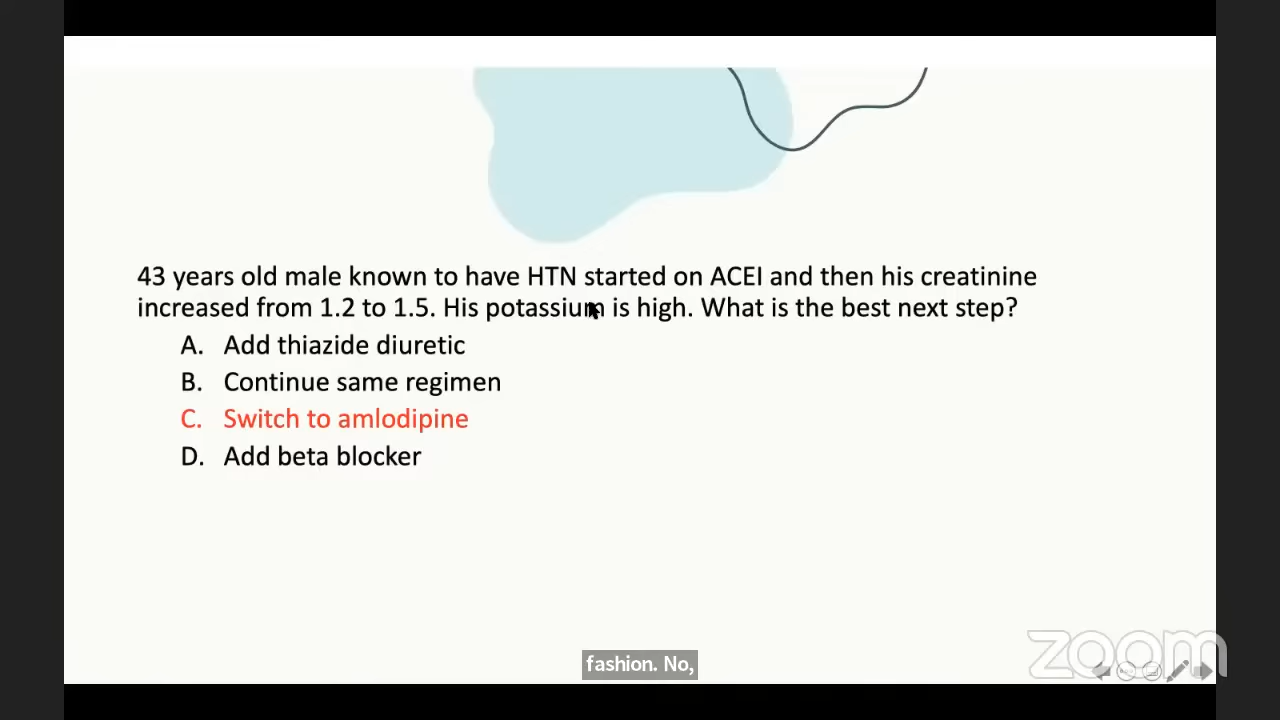 43 years old male known to have HTN started on ACEI and then his creatinine
increased from 1.2 to 1.5. His potassium is high. What is the best next step?
A. Add thiazide diuretic
B. Continue same regimen
C. Switch to amlodipine
D. Add beta blocker
fashion. No,
zoom